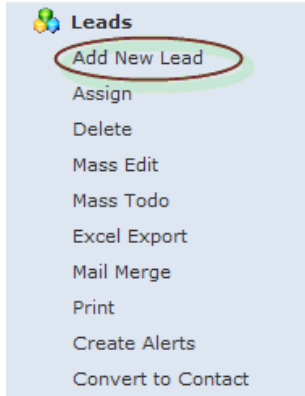 Leads
Add New Lead
Assign
Delete
Mass Edit
Mass Todo
Excel Export
Mail Merge
Print
Create Alerts
Convert to Contact